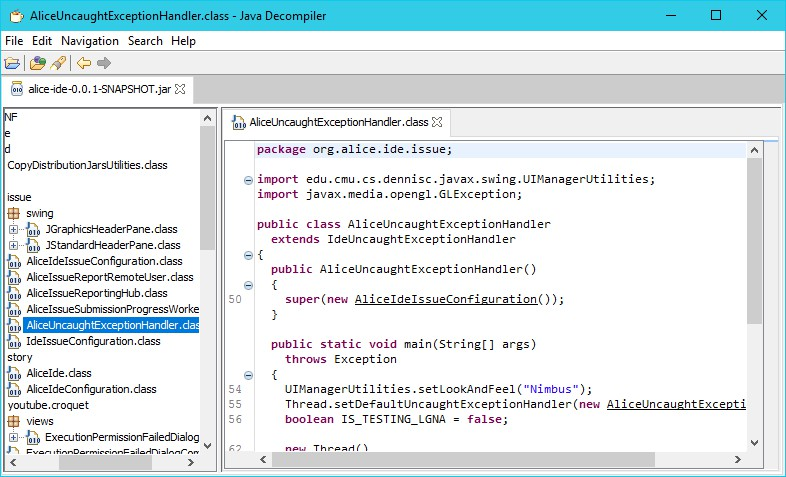 AliceUncaughtExceptionHandler.class - Java Decompiler
File Edit Navigation Search Help
alice-ide-0.0.1-SNAPSHOT.jar
NF
e
d
CopyDistributionJarsUtilities.class
issue
swing
JGraphicsHeaderPane.class
JStandardHeaderPane.class
AliceIdeIssueConfiguration.class
AliceIssueReportRemoteUser.class
AliceIssueReportingHub.class
AliceIssueSubmissionProgressWorke
AliceUncaughtExceptionHandler.clas
IdeIssueConfiguration.class
story
AliceIde.class
AliceIdeConfiguration.class
youtube.croquet
views
ExecutionPermissionFailedDialog
ExecutionPermissionFailedDialogCom
AliceUncaughtExceptionHandler.class
package org.alice.ide.issue;
import edu.cmu.cs.dennisc.javax.swing.UIManagerUtilities;
import javax.media.opengl.GLException;
public class AliceUncaughtExceptionHandler
extends IdeUncaughtExceptionHandler
{
public AliceUncaughtExceptionHandler()
{
50 super(new AliceIdeIssueConfiguration());
}
public static void main(String[] args)
throws Exception
{
54 UIManagerUtilities.setLookAndFeel("Nimbus");
55 Thread.setDefaultUncaughtExceptionHandler(new AliceUncaughtExcepti
56 boolean IS_TESTING_LGNA = false;
62 new Thread()